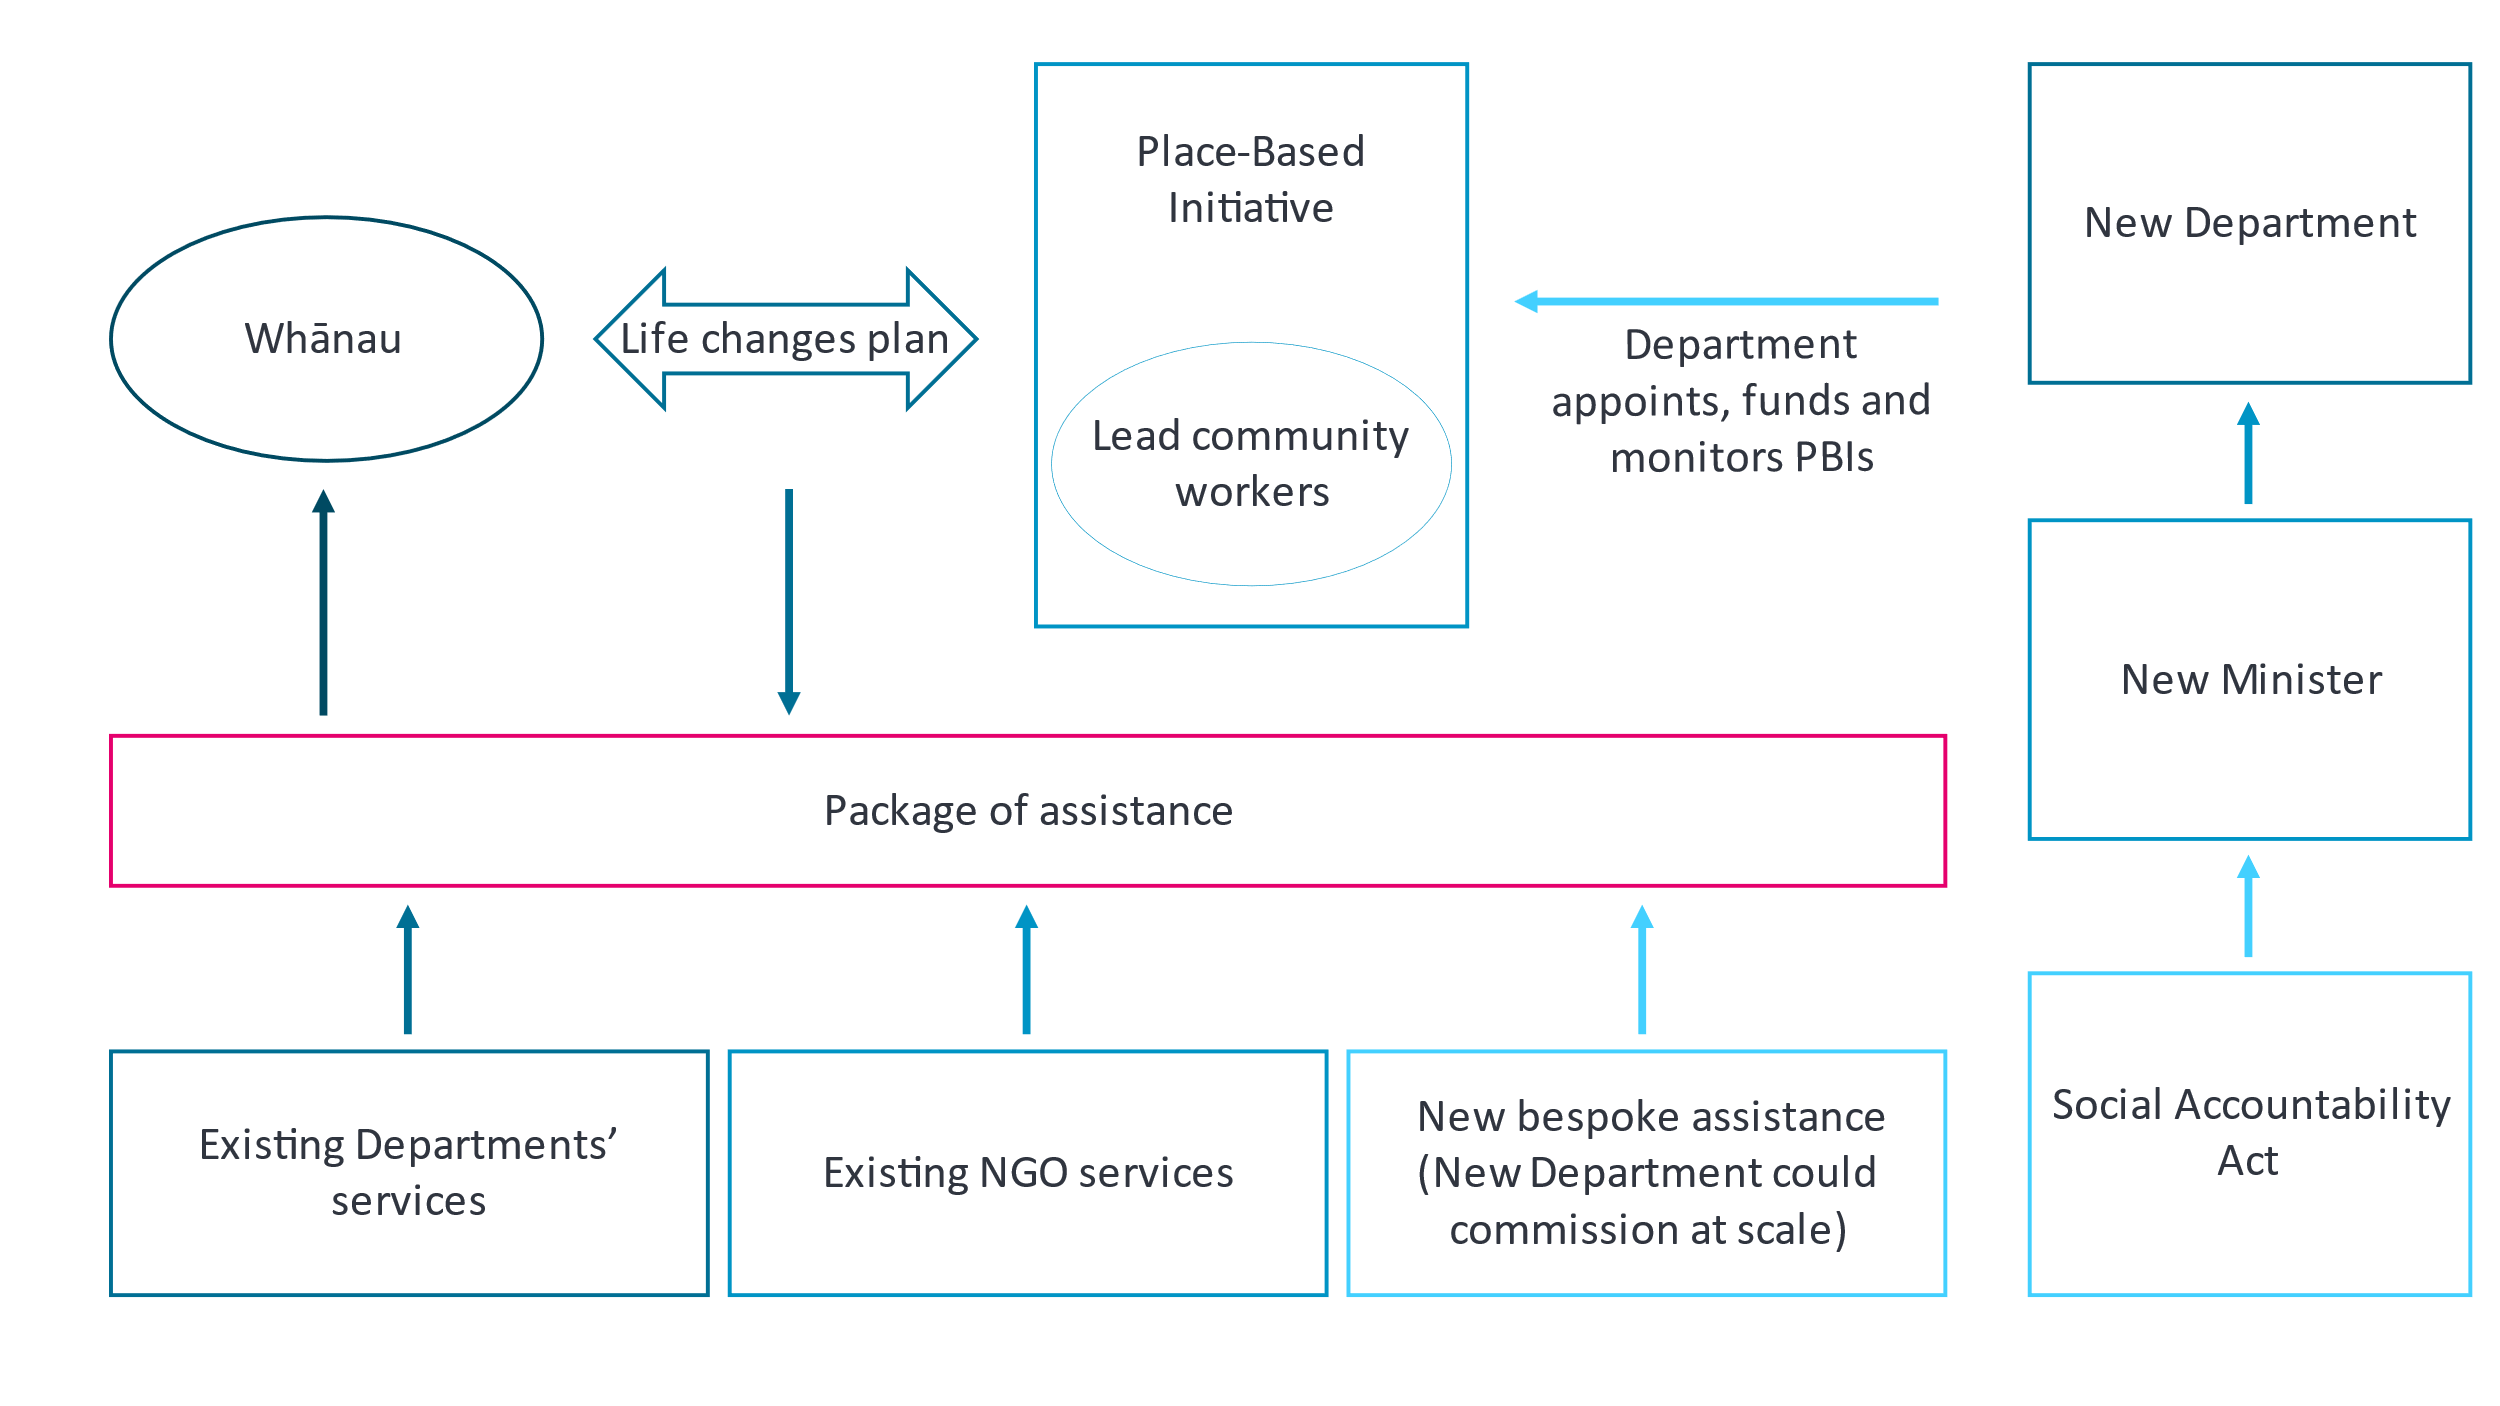 Place-Based
Initiative
New Department
Whānau
Life changes plan
Lead community
workers
Department
appoints, funds and
monitors PBIs
New Minister
Package of assistance
Existing Departments’
services
Existing NGO services
New bespoke assistance
(New Department could
commission at scale)
Social Accountability
Act